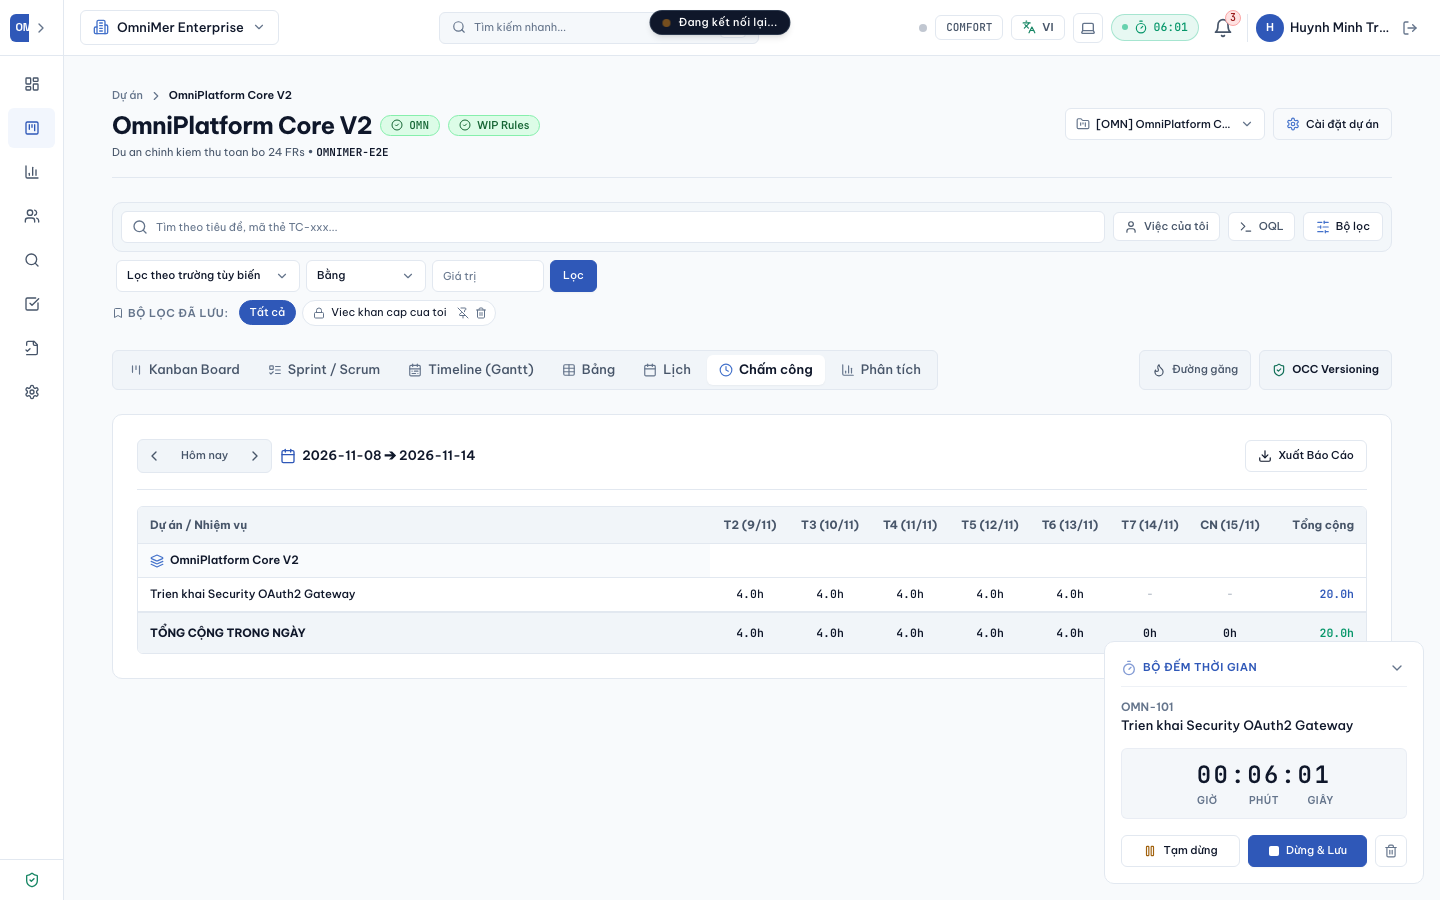 OM
OmniMer Enterprise
Tìm kiếm nhanh...
Đang kết nối lại...
COMFORT
VI
06:01
3
H
Huynh Minh Tr...
Dự án
OmniPlatform Core V2
OmniPlatform Core V2
OMN
WIP Rules
[OMN] OmniPlatform C...
Cài đặt dự án
Du an chinh kiem thu toan bo 24 FRs • OMNIMER-E2E
Tìm theo tiêu đề, mã thẻ TC-xxx...
Việc của tôi
OQL
Bộ lọc
Lọc theo trường tùy biến
Bằng
Giá trị
Lọc
BỘ LỌC ĐÃ LƯU:
Tất cả
Viec khan cap cua toi
Kanban Board
Sprint / Scrum
Timeline (Gantt)
Bảng
Lịch
Chấm công
Phân tích
Đường găng
OCC Versioning
Hôm nay
2026-11-08 ➔ 2026-11-14
Xuất Báo Cáo
Dự án / Nhiệm vụ T2 (9/11) T3 (10/11) T4 (11/11) T5 (12/11) T6 (13/11) T7 (14/11) CN (15/11) Tổng cộng
OmniPlatform Core V2
Trien khai Security OAuth2 Gateway 4.0h 4.0h 4.0h 4.0h 4.0h - - 20.0h
TỔNG CỘNG TRONG NGÀY 4.0h 4.0h 4.0h 4.0h 4.0h 0h 0h 20.0h
BỘ ĐẾM THỜI GIAN
OMN-101
Trien khai Security OAuth2 Gateway
00:06:01
GIỜ PHÚT GIÂY
Tạm dừng
Dừng & Lưu